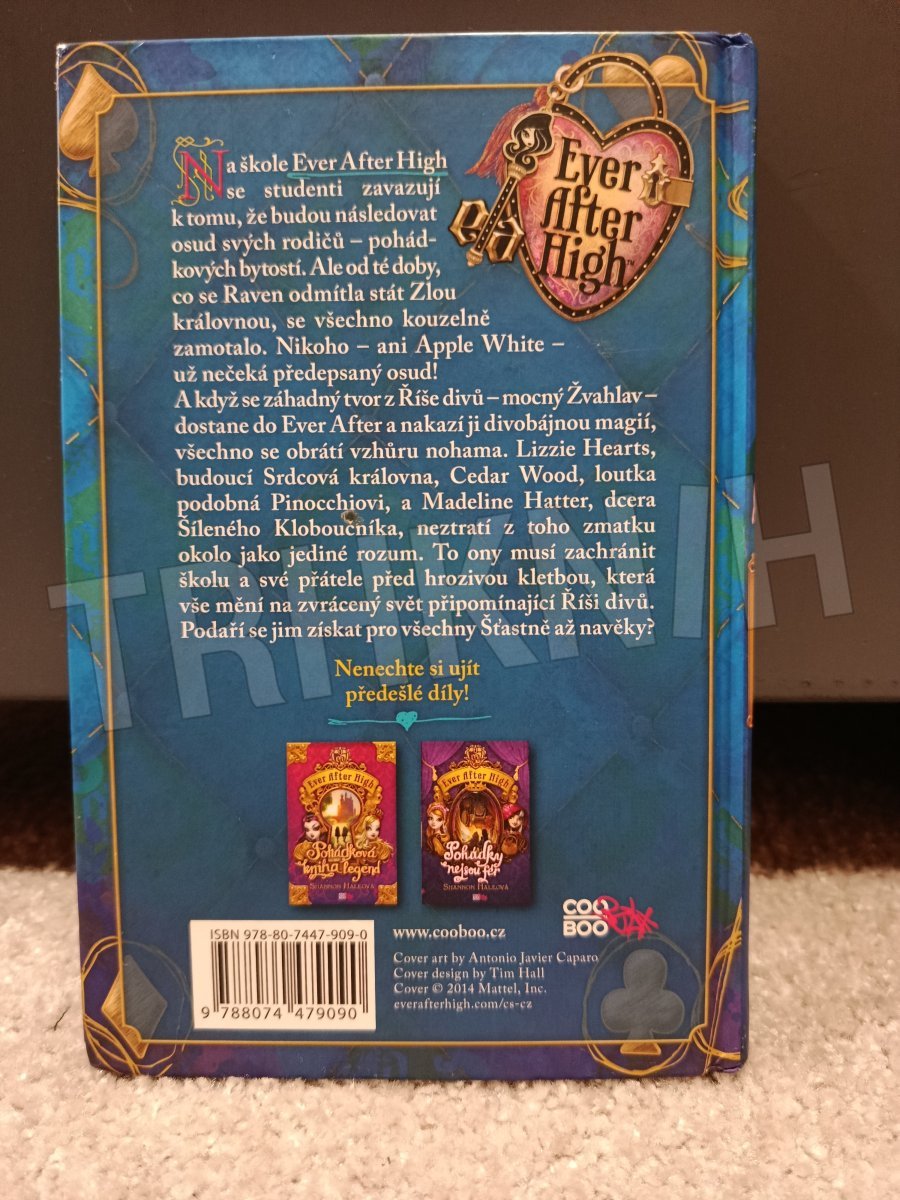 Ever
After
High™
Na škole Ever After High
se studenti zavazují
k tomu, že budou následovat
osud svých rodičů – pohád-
kových bytostí. Ale od té doby,
co se Raven odmítla stát Zlou
královnou, se všechno kouzelně
zamotalo. Nikoho – ani Apple White –
už nečeká předepsaný osud!
A když se záhadný tvor z Říše divů – mocný Žvahlav –
dostane do Ever After a nakazí ji divobájnou magií,
všechno se obrátí vzhůru nohama. Lizzie Hearts,
budoucí Srdcová královna, Cedar Wood, loutka
podobná Pinocchiovi, a Madeline Hatter, dcera
Šíleného Kloboučníka, neztratí z toho zmatku
okolo jako jediné rozum. To ony musí zachránit
školu a své přátele před hrozivou kletbou, která
vše mění na zvrácený svět připomínající Říši divů.
Podaří se jim získat pro všechny Šťastně až navěky?
TRHKNIH
Nenechte si ujít
předešlé díly!
Ever After High
Pohádková
kniha legend
Shannon Haleová
Ever After High
Pohádky
nejsou fér
Shannon Haleová
ISBN 978-80-7447-909-0
9 788074 479090
www.cooboo.cz
COO
BOO
Cover art by Antonio Javier Caparo
Cover design by Tim Hall
Cover © 2014 Mattel, Inc.
everafterhigh.com/cs-cz